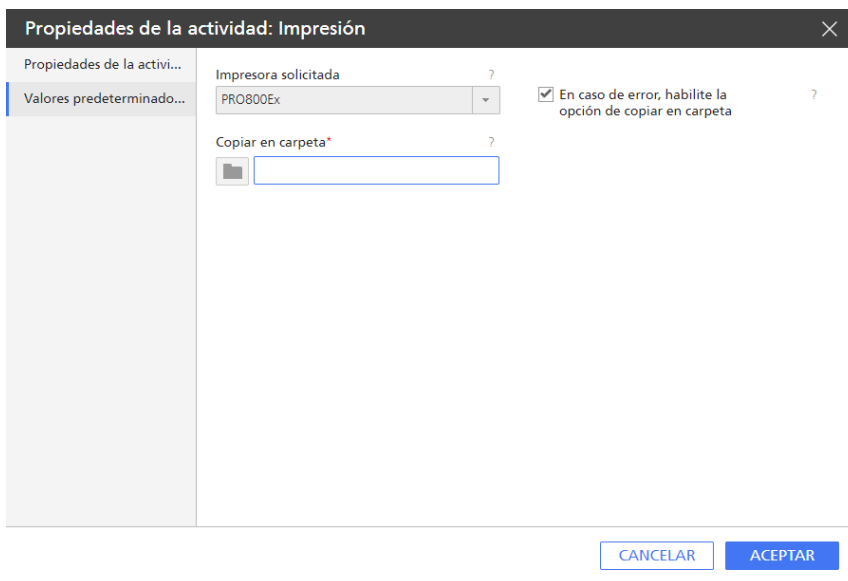 Propiedades de la actividad: Impresión
Propiedades de la activi...
Valores predeterminado...
Impresora solicitada ?
PRO800Ex
En caso de error, habilite la ?
opción de copiar en carpeta
Copiar en carpeta* ?
CANCELAR
ACEPTAR